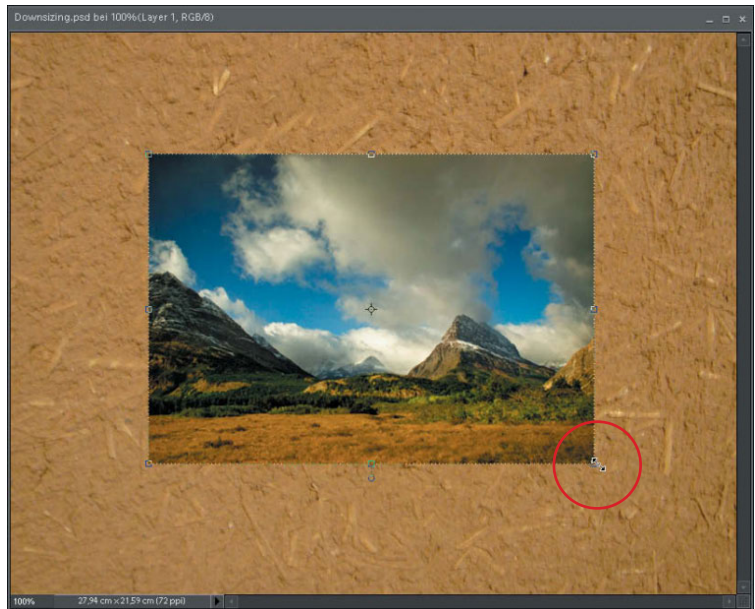 Downsizing.psd bei 100%(Layer 1, RGB/8)
100%
27,94 cm x 21,59 cm (72 ppi)